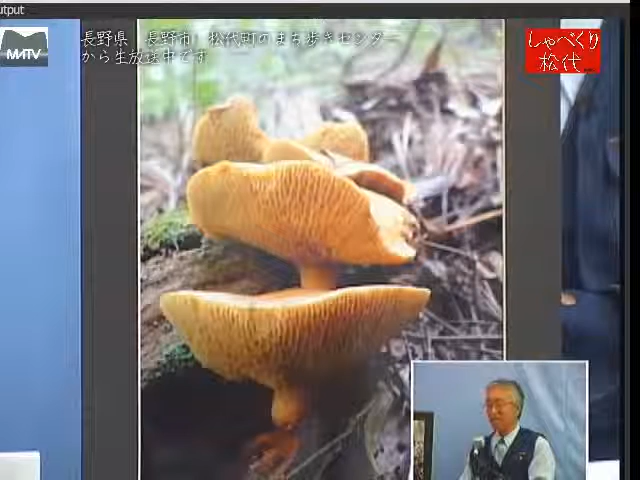 utput
MATV
長野県 長野市 松代町のまち歩きセンター
から生放送中です
しゃべくり
松代